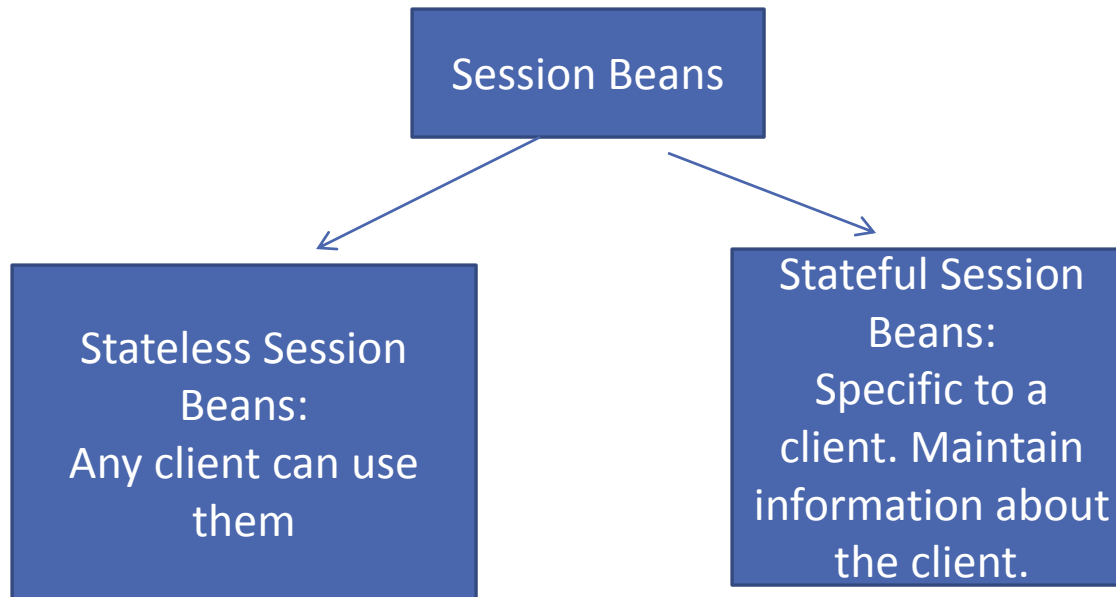 Session Beans
Stateless Session
Beans:
Any client can use
them
Stateful Session
Beans:
Specific to a
client. Maintain
information about
the client.